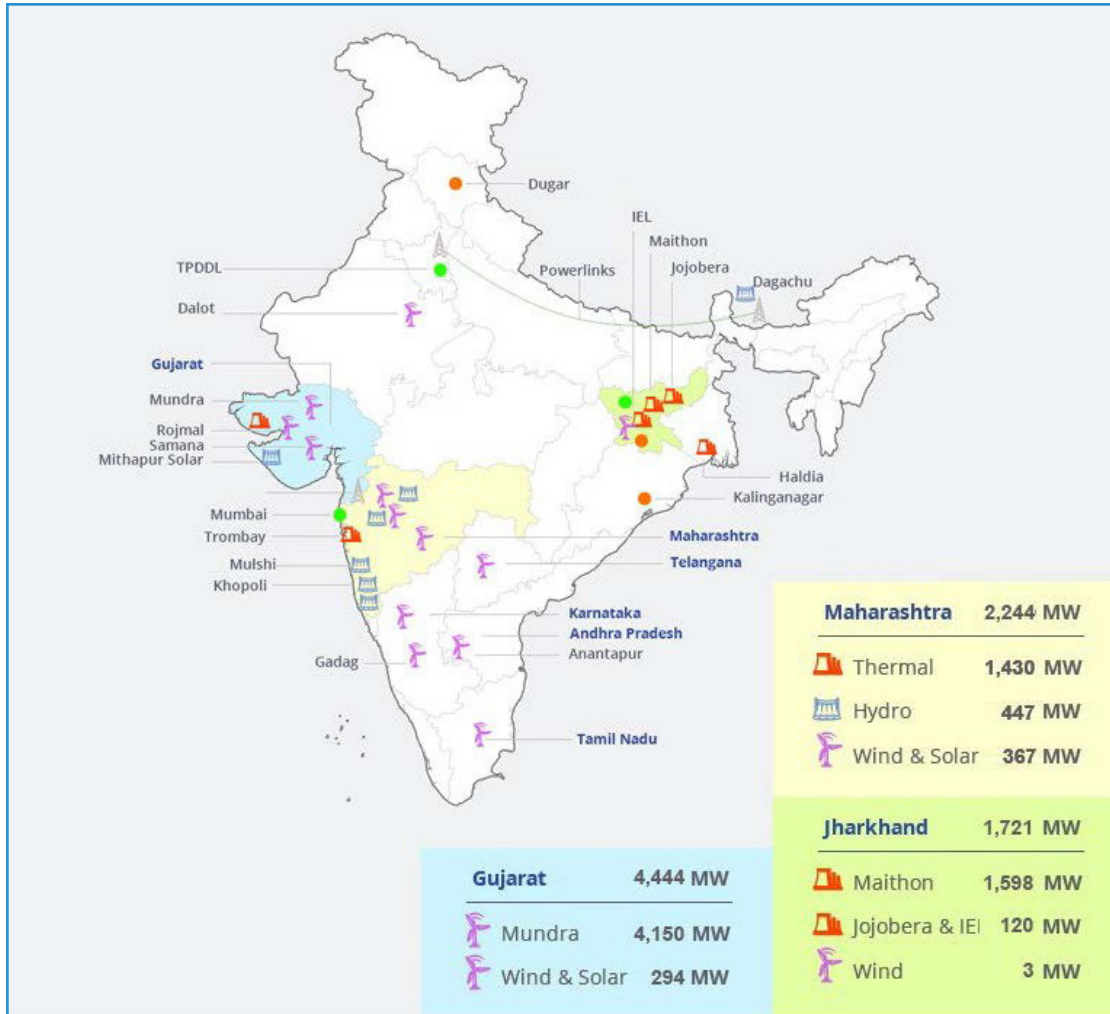 Dugar
IEL
Maithon
Jojobera
Powerlinks
Dagachu
TPDDL
Dalot
Gujarat
Mundra
Rojmal
Samana
Mithapur Solar
Haldia
Kalinganagar
Mumbai
Trombay
Maharashtra
Telangana
Mulshi
Khopoli
Karnataka
Andhra Pradesh
Anantapur
Gadag
Tamil Nadu
Maharashtra 2,244 MW
Thermal 1,430 MW
Hydro 447 MW
Wind & Solar 367 MW
Jharkhand 1,721 MW
Maithon 1,598 MW
Jojobera & IEI 120 MW
Wind 3 MW
Gujarat 4,444 MW
Mundra 4,150 MW
Wind & Solar 294 MW